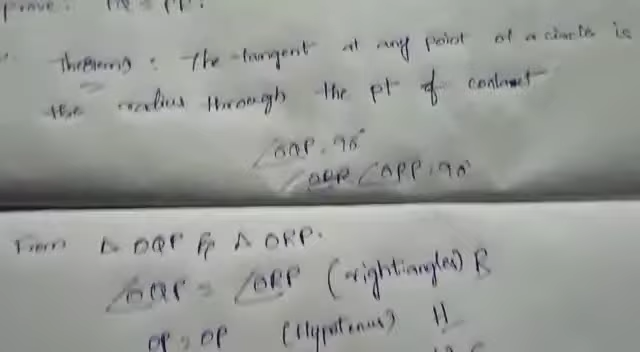 Prove:
Theorem: The tangent at any point of a circle is
the radius through the pt of contact
∠OQP = 90°
∠ORP = 90°
From Δ OQP & Δ ORP.
∠OQP = ∠ORP (right angles) R
OP = OP (Hypotenus) H